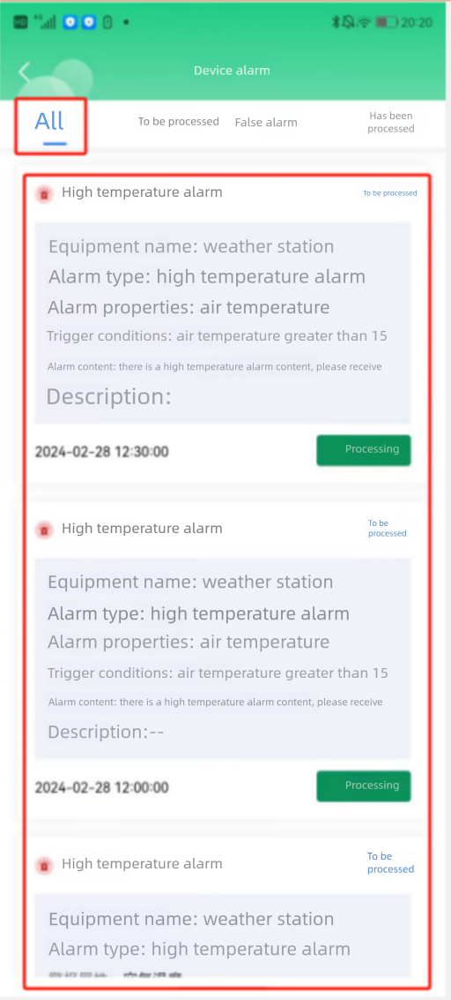 HD 4G 20:20
Device alarm
All To be processed False alarm Has been
processed
High temperature alarm To be processed
Equipment name: weather station
Alarm type: high temperature alarm
Alarm properties: air temperature
Trigger conditions: air temperature greater than 15
Alarm content: there is a high temperature alarm content, please receive
Description:
2024-02-28 12:30:00 Processing
High temperature alarm To be
processed
Equipment name: weather station
Alarm type: high temperature alarm
Alarm properties: air temperature
Trigger conditions: air temperature greater than 15
Alarm content: there is a high temperature alarm content, please receive
Description:--
2024-02-28 12:00:00 Processing
High temperature alarm To be
processed
Equipment name: weather station
Alarm type: high temperature alarm